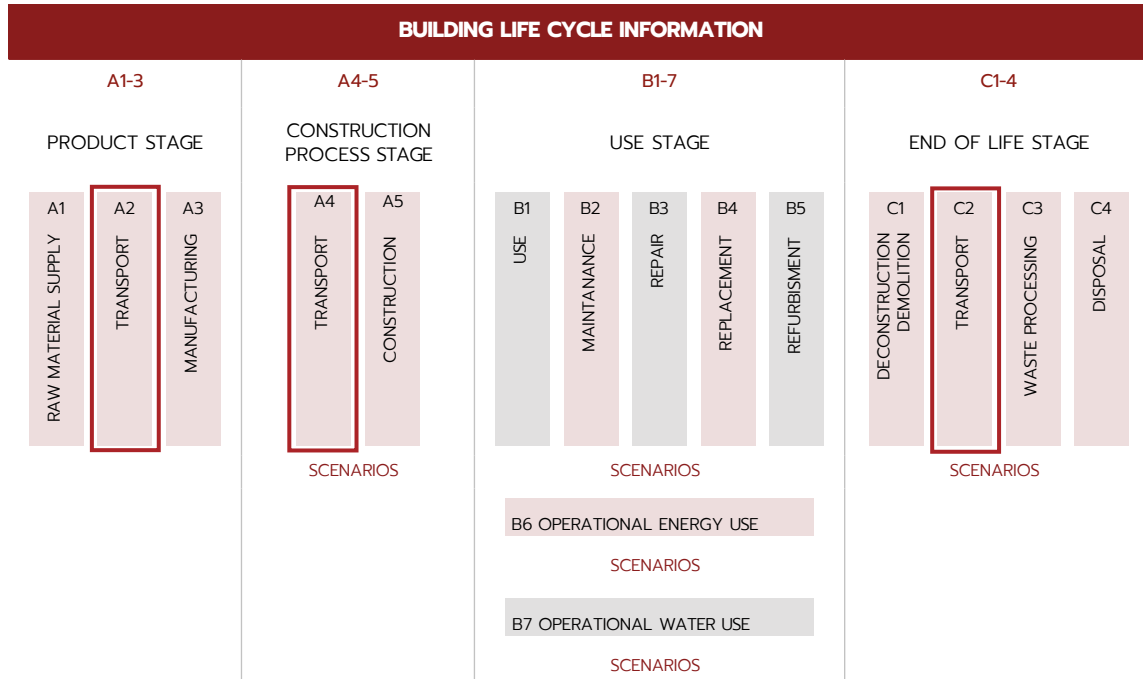 BUILDING LIFE CYCLE INFORMATION
A1-3
PRODUCT STAGE
A1
RAW MATERIAL SUPPLY
A2
TRANSPORT
A3
MANUFACTURING
A4-5
CONSTRUCTION
PROCESS STAGE
A4
TRANSPORT
A5
CONSTRUCTION
SCENARIOS
B1-7
USE STAGE
B1
USE
B2
MAINTANANCE
B3
REPAIR
B4
REPLACEMENT
B5
REFURBISMENT
SCENARIOS
B6 OPERATIONAL ENERGY USE
SCENARIOS
B7 OPERATIONAL WATER USE
SCENARIOS
C1-4
END OF LIFE STAGE
C1
DECONSTRUCTION
DEMOLITION
C2
TRANSPORT
C3
WASTE PROCESSING
C4
DISPOSAL
SCENARIOS